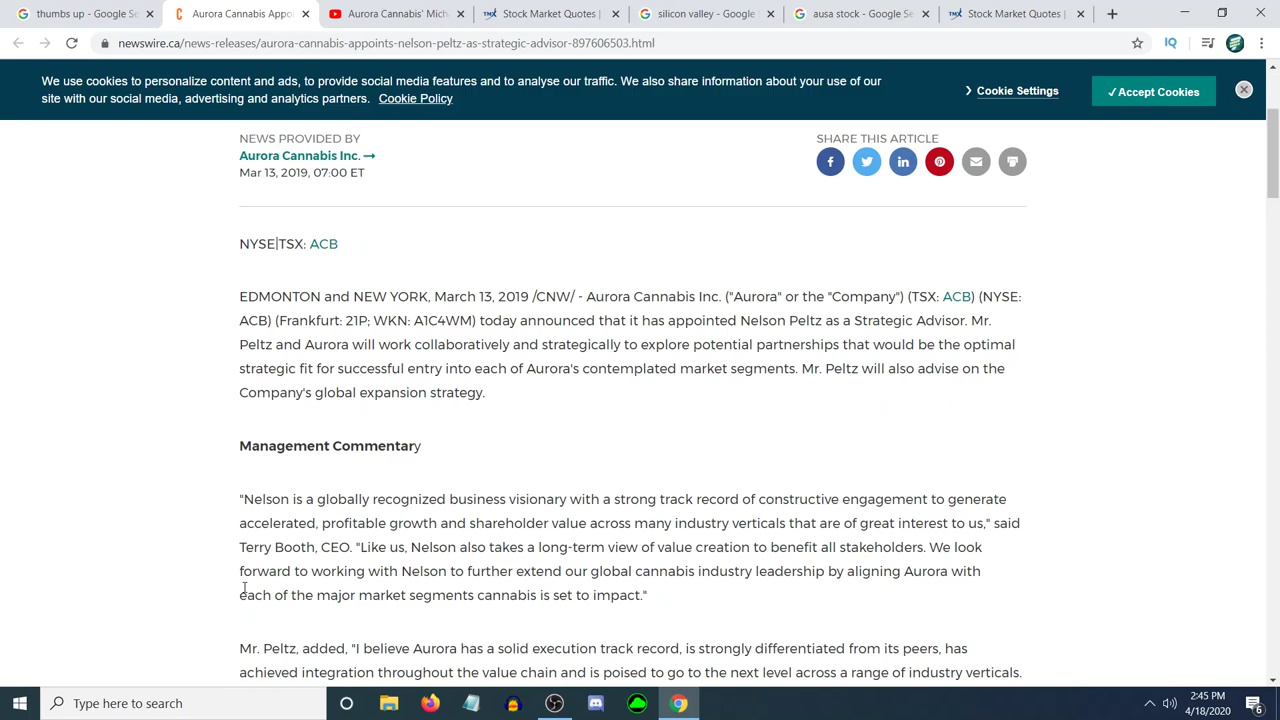 thumbs up - Google Se
Aurora Cannabis Appo
Aurora Cannabis' Mich
Stock Market Quotes |
silicon valley - Google
ausa stock - Google Se
Stock Market Quotes |
newswire.ca/news-releases/aurora-cannabis-appoints-nelson-peltz-as-strategic-advisor-897606503.html
IQ
We use cookies to personalize content and ads, to provide social media features and to analyse our traffic. We also share information about your use of our
site with our social media, advertising and analytics partners. Cookie Policy
Cookie Settings
✓Accept Cookies
NEWS PROVIDED BY
Aurora Cannabis Inc. →
Mar 13, 2019, 07:00 ET
SHARE THIS ARTICLE
NYSE|TSX: ACB
EDMONTON and NEW YORK, March 13, 2019 /CNW/ - Aurora Cannabis Inc. ("Aurora" or the "Company") (TSX: ACB) (NYSE:
ACB) (Frankfurt: 21P; WKN: A1C4WM) today announced that it has appointed Nelson Peltz as a Strategic Advisor. Mr.
Peltz and Aurora will work collaboratively and strategically to explore potential partnerships that would be the optimal
strategic fit for successful entry into each of Aurora's contemplated market segments. Mr. Peltz will also advise on the
Company's global expansion strategy.
Management Commentary
"Nelson is a globally recognized business visionary with a strong track record of constructive engagement to generate
accelerated, profitable growth and shareholder value across many industry verticals that are of great interest to us," said
Terry Booth, CEO. "Like us, Nelson also takes a long-term view of value creation to benefit all stakeholders. We look
forward to working with Nelson to further extend our global cannabis industry leadership by aligning Aurora with
each of the major market segments cannabis is set to impact."
Mr. Peltz, added, "I believe Aurora has a solid execution track record, is strongly differentiated from its peers, has
achieved integration throughout the value chain and is poised to go to the next level across a range of industry verticals.
Type here to search
2:45 PM
4/18/2020
6